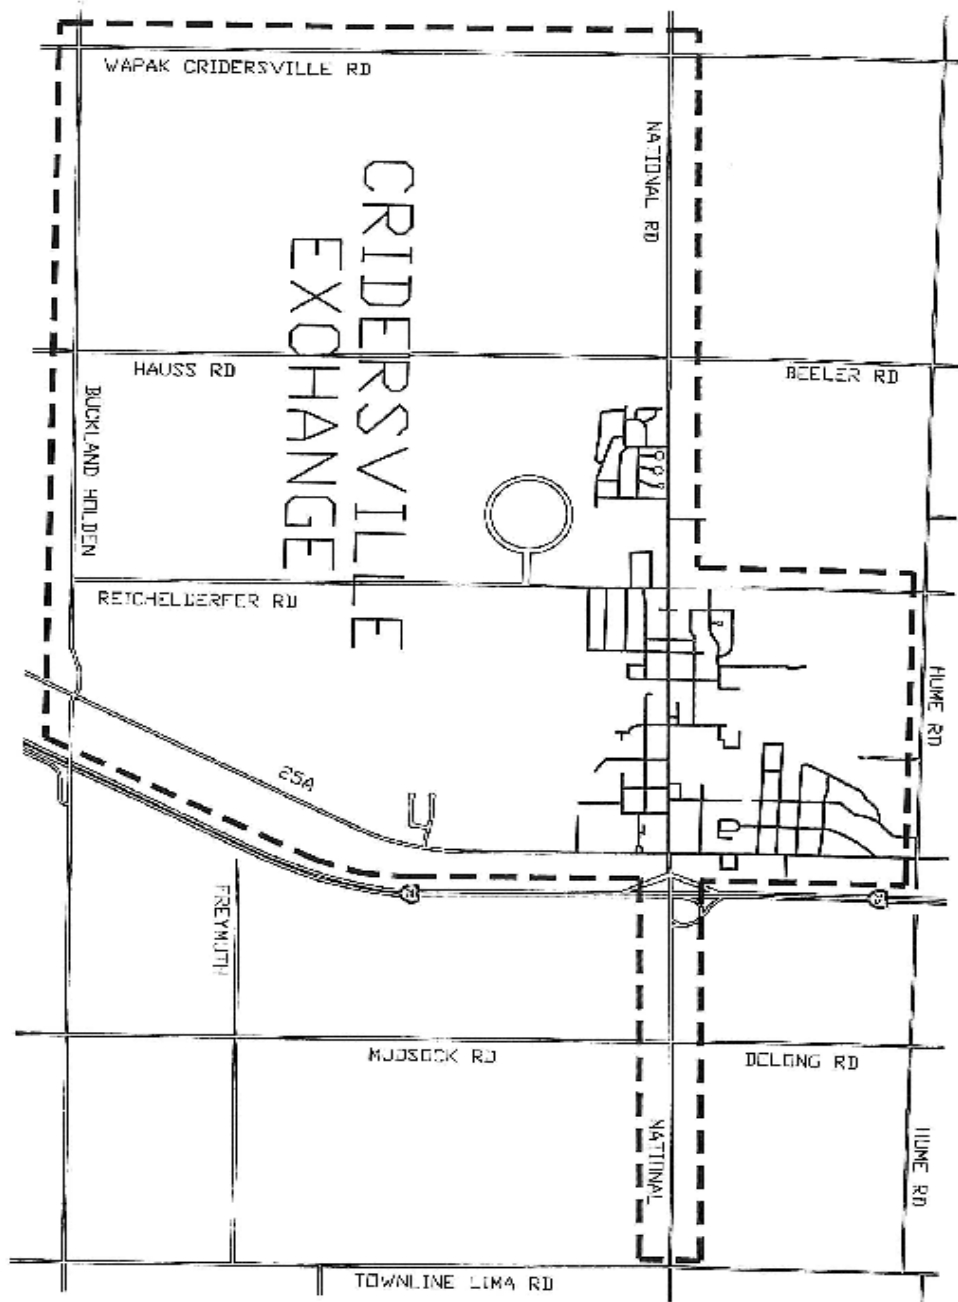 WAPAK CRIDERSVILLE RD
NATIONAL RD
CRIDERSVILLE
EXCHANGE
HAUSS RD
BEELER RD
BUCKLAND HOLDEN
REICHELDERFER RD
HUME RD
25A
FREYMUTH
MUDSOCK RD
DELONG RD
NATIONAL
HUME RD
TOWNLINE LIMA RD